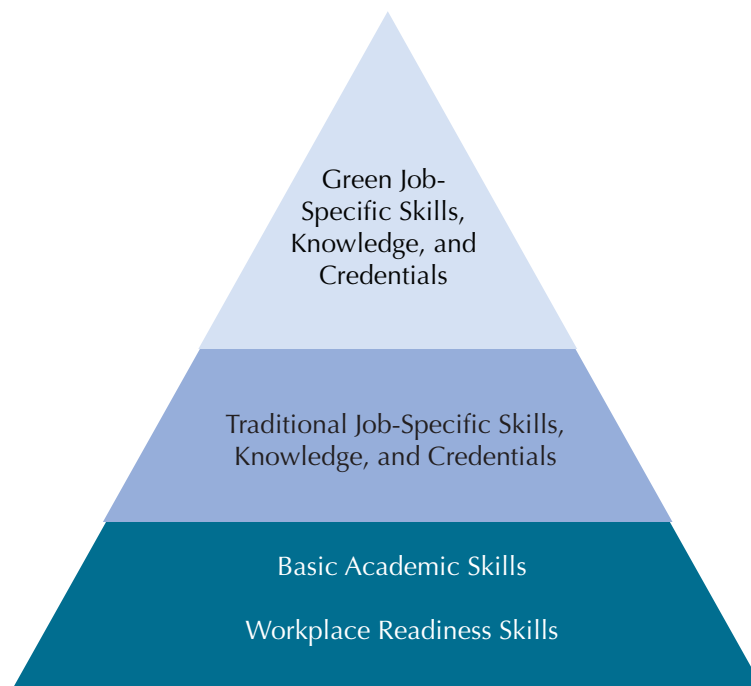 Green Job-
Specific Skills,
Knowledge, and
Credentials
Traditional Job-Specific Skills,
Knowledge, and Credentials
Basic Academic Skills
Workplace Readiness Skills